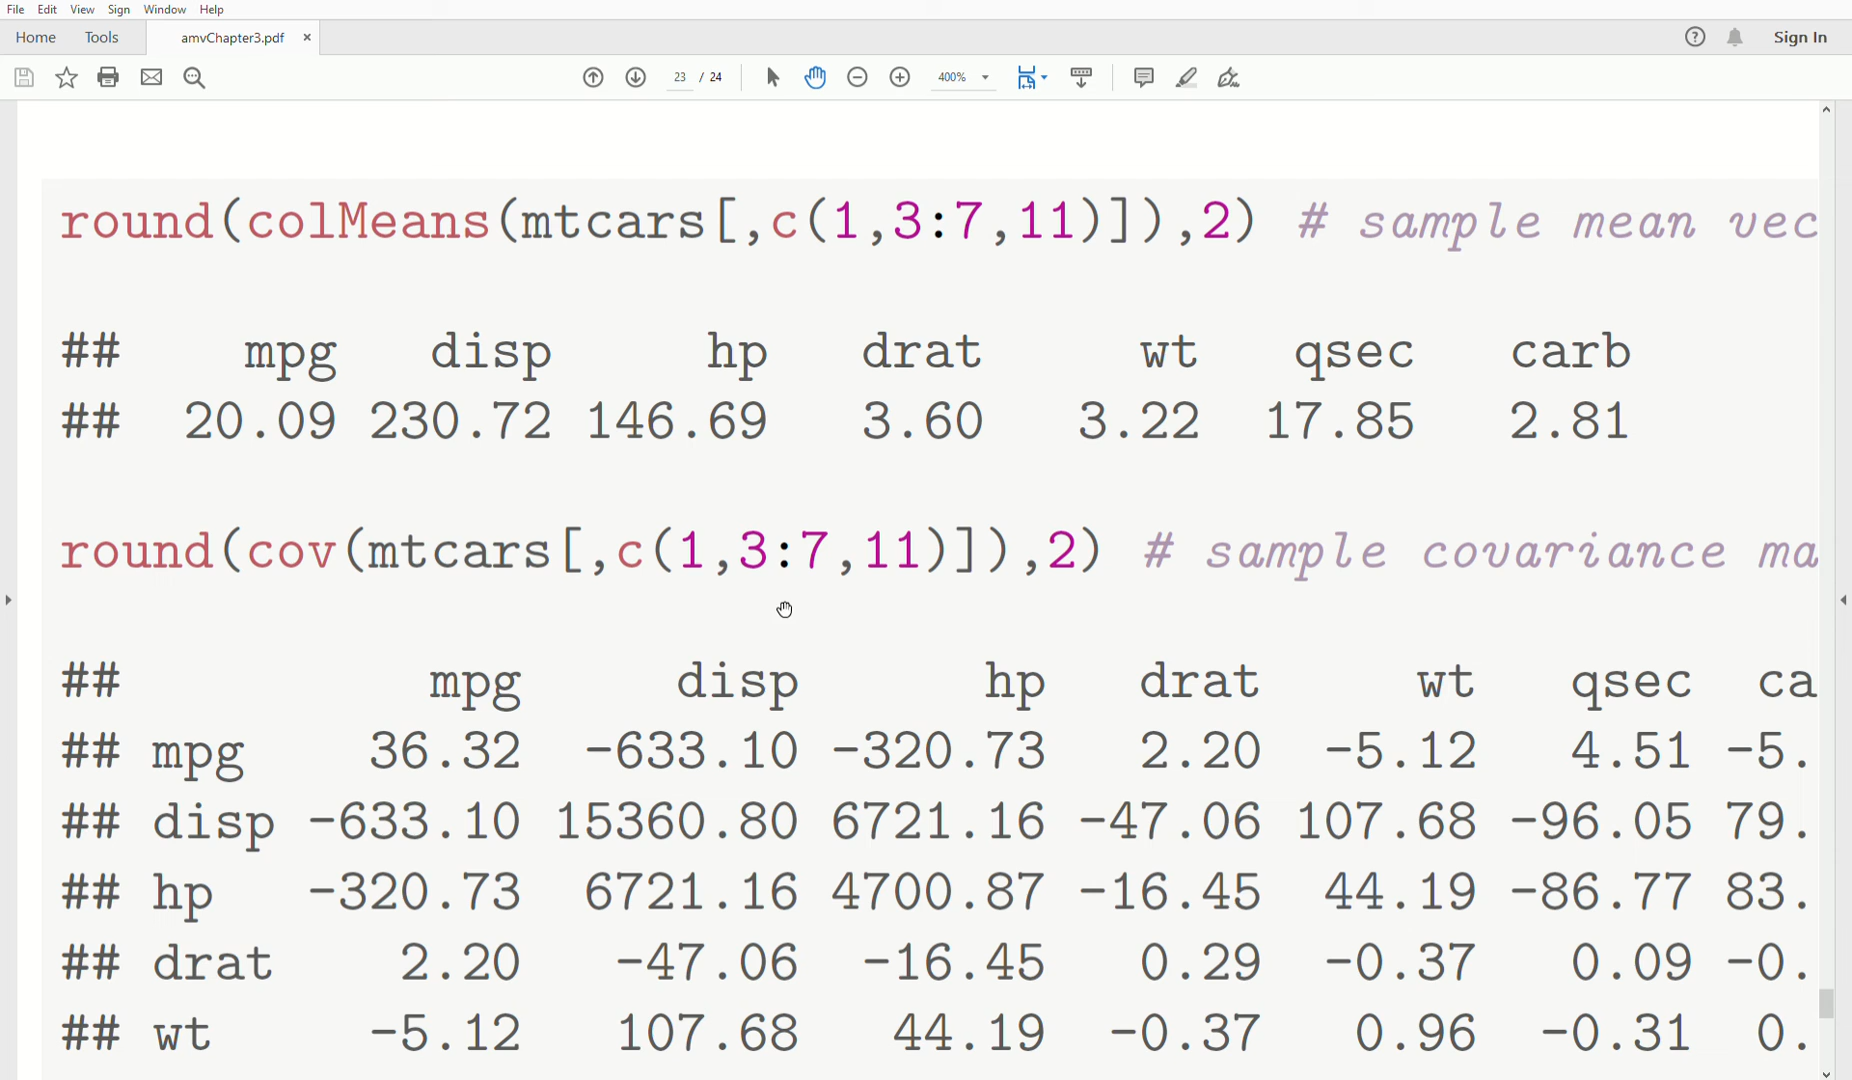 File Edit View Sign Window Help
Home Tools amvChapter3.pdf × ? Sign In
23 / 24 400%
round(colMeans(mtcars[,c(1,3:7,11)]),2) # sample mean vec
## mpg disp hp drat wt qsec carb
## 20.09 230.72 146.69 3.60 3.22 17.85 2.81
round(cov(mtcars[,c(1,3:7,11)]),2) # sample covariance ma
## mpg disp hp drat wt qsec ca
## mpg 36.32 -633.10 -320.73 2.20 -5.12 4.51 -5.
## disp -633.10 15360.80 6721.16 -47.06 107.68 -96.05 79.
## hp -320.73 6721.16 4700.87 -16.45 44.19 -86.77 83.
## drat 2.20 -47.06 -16.45 0.29 -0.37 0.09 -0.
## wt -5.12 107.68 44.19 -0.37 0.96 -0.31 0.